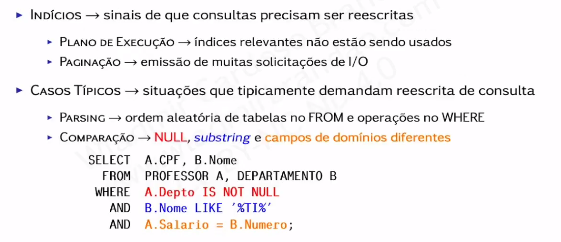 ▸ Indícios → sinais de que consultas precisam ser reescritas
▸ Plano de Execução → índices relevantes não estão sendo usados
▸ Paginação → emissão de muitas solicitações de I/O
▸ Casos Típicos → situações que tipicamente demandam reescrita de consulta
▸ Parsing → ordem aleatória de tabelas no FROM e operações no WHERE
▸ Comparação → NULL, substring e campos de domínios diferentes
SELECT A.CPF, B.Nome
FROM PROFESSOR A, DEPARTAMENTO B
WHERE A.Depto IS NOT NULL
AND B.Nome LIKE '%TI%'
AND A.Salario = B.Numero;